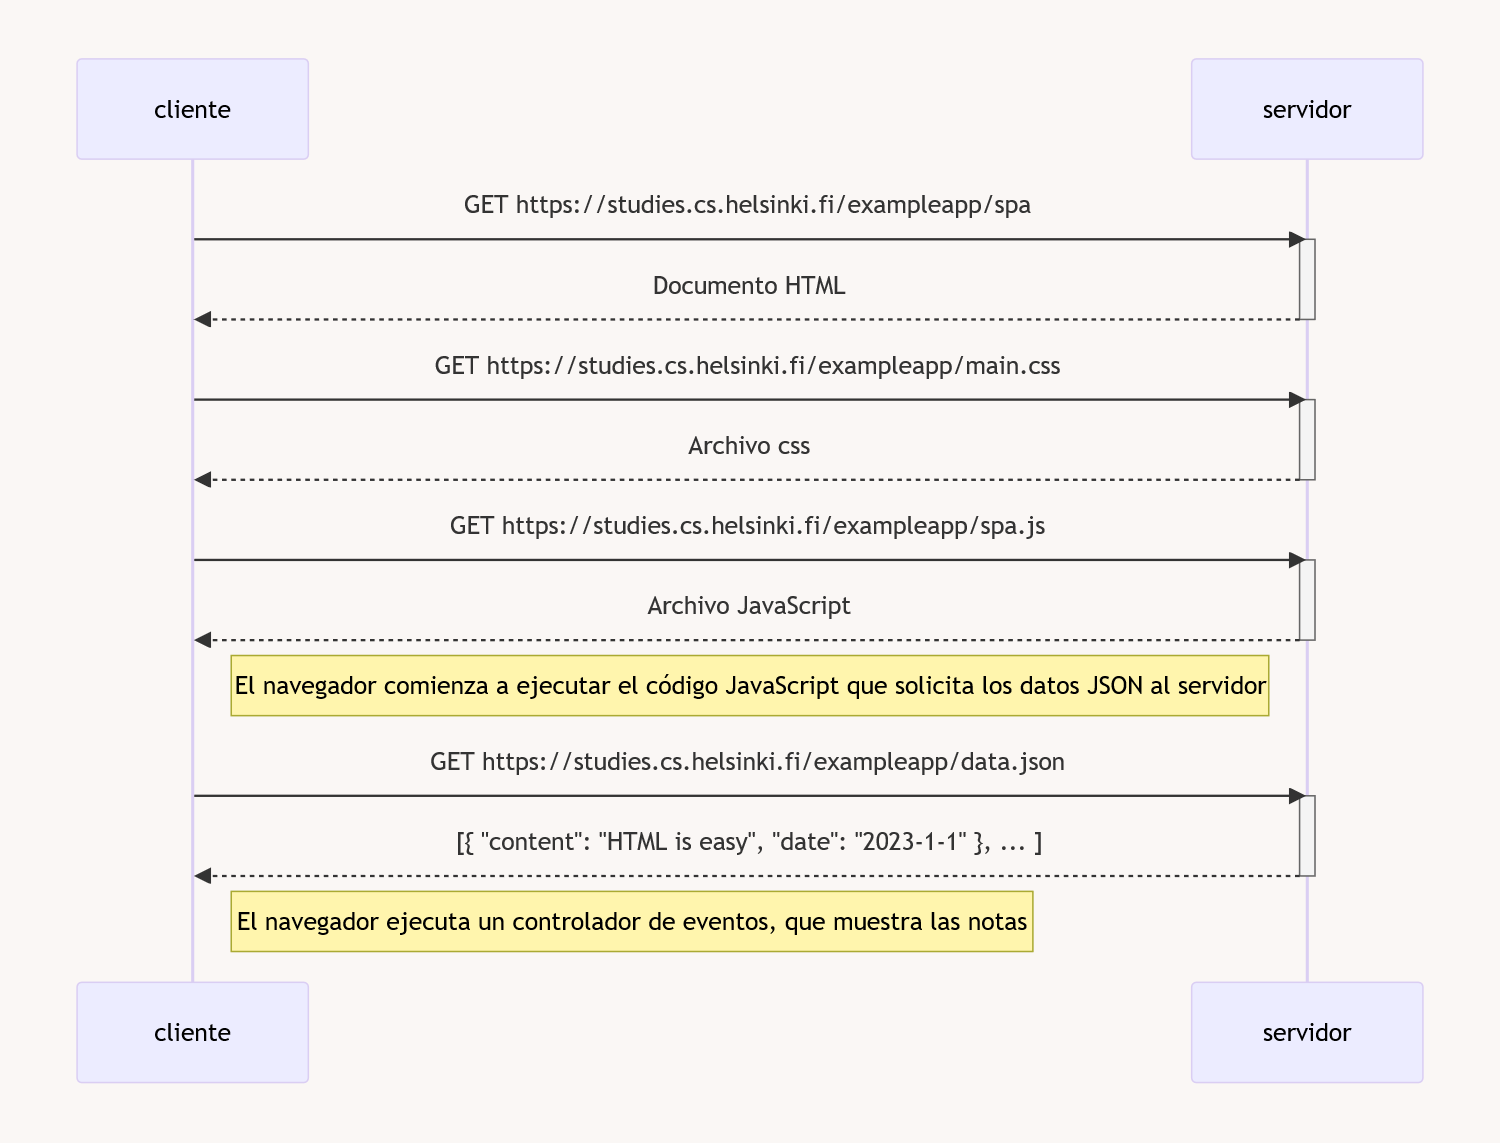 cliente
servidor
GET https://studies.cs.helsinki.fi/exampleapp/spa
Documento HTML
GET https://studies.cs.helsinki.fi/exampleapp/main.css
Archivo css
GET https://studies.cs.helsinki.fi/exampleapp/spa.js
Archivo JavaScript
El navegador comienza a ejecutar el código JavaScript que solicita los datos JSON al servidor
GET https://studies.cs.helsinki.fi/exampleapp/data.json
[{ "content": "HTML is easy", "date": "2023-1-1" }, ... ]
El navegador ejecuta un controlador de eventos, que muestra las notas
cliente
servidor